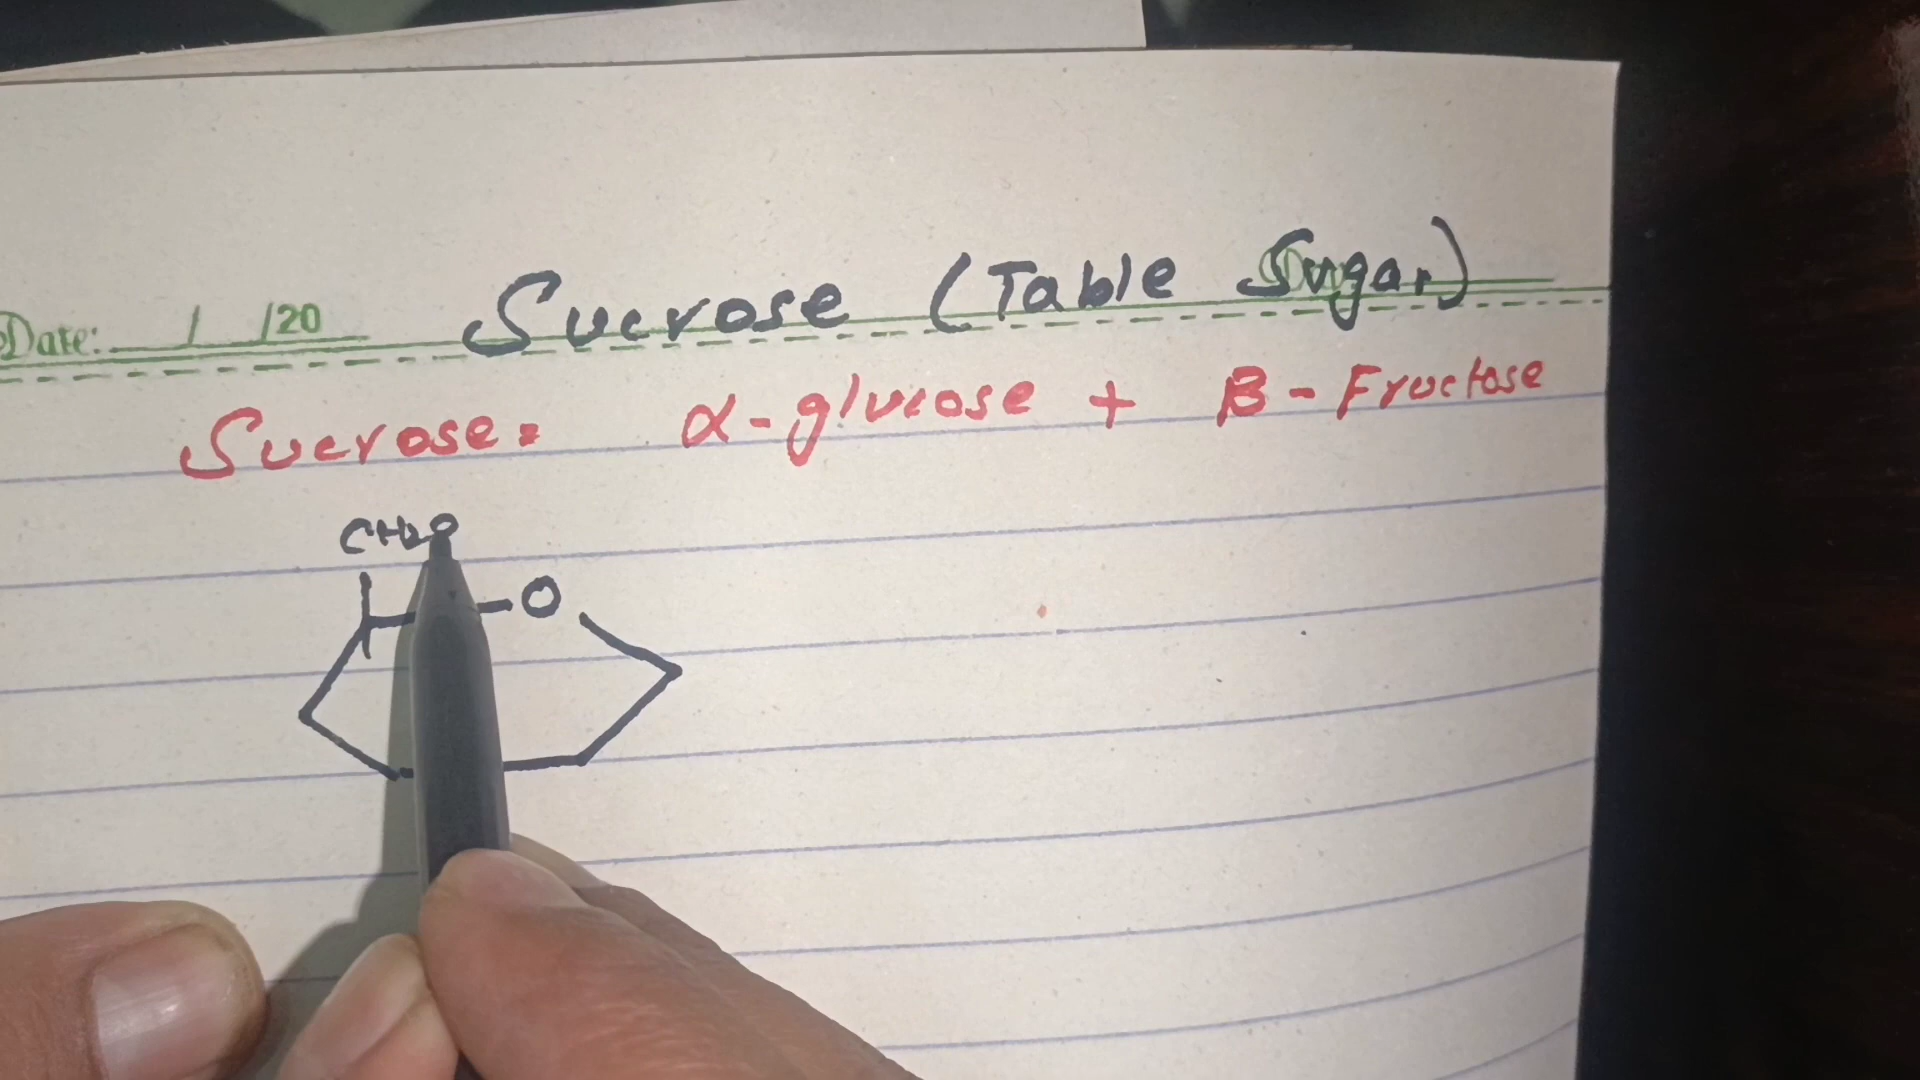 Date: / /20
Sucrose (Table Sugar)
Sucrose = α-glucose + β-Fructose
CH2O
O